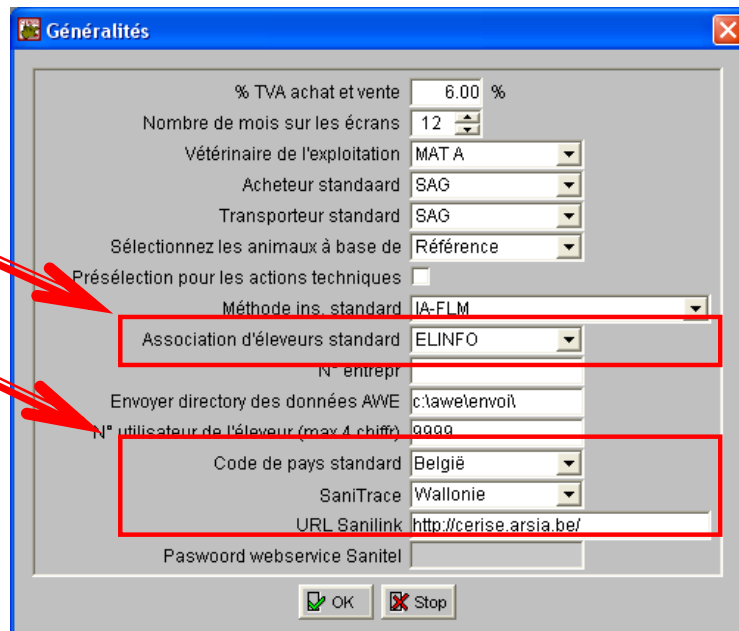 Généralités
% TVA achat et vente 6.00 %
Nombre de mois sur les écrans 12
Vétérinaire de l'exploitation MAT A
Acheteur standaard SAG
Transporteur standard SAG
Sélectionnez les animaux à base de Référence
Présélection pour les actions techniques
Méthode ins. standard IA-FLM
Association d'éleveurs standard ELINFO
N° entrepr
Envoyer directory des données AWE c:\awe\envoi\
N° utilisateur de l'éleveur (max 4 chiffr) 9999
Code de pays standard België
SaniTrace Wallonie
URL Sanilink http://cerise.arsia.be/
Paswoord webservice Sanitel
OK Stop